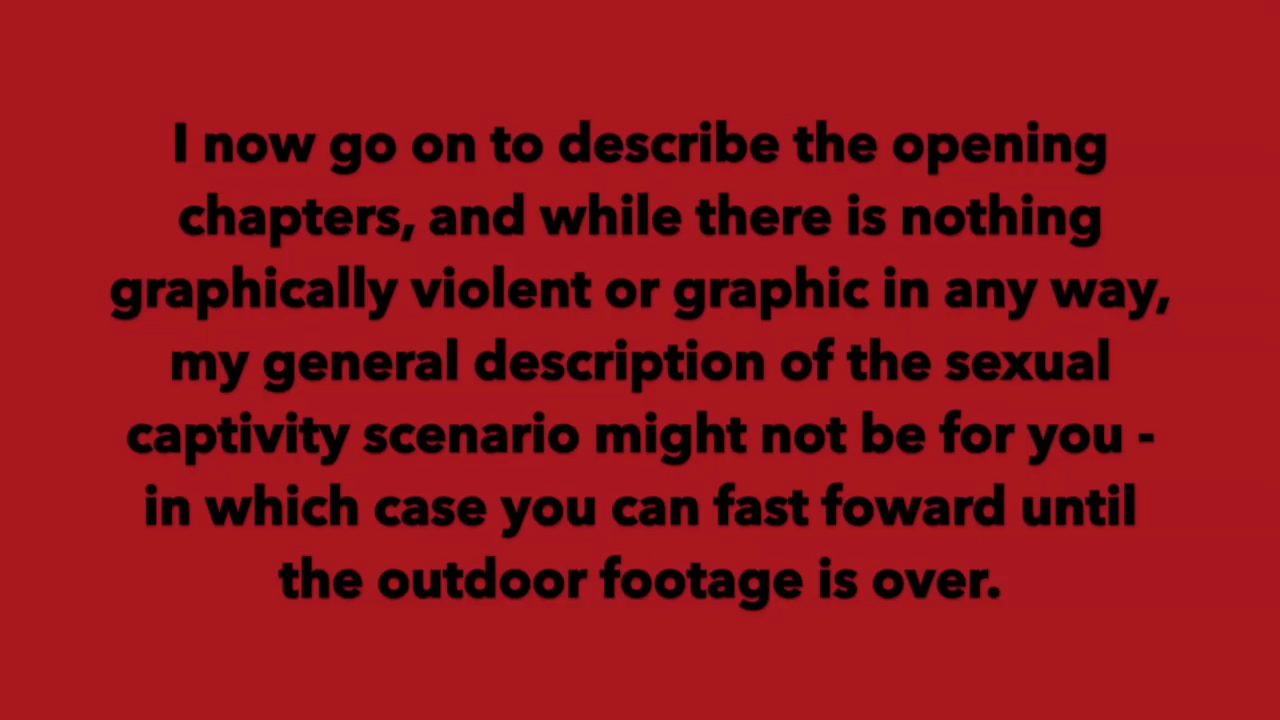 I now go on to describe the opening
chapters, and while there is nothing
graphically violent or graphic in any way,
my general description of the sexual
captivity scenario might not be for you -
in which case you can fast foward until
the outdoor footage is over.